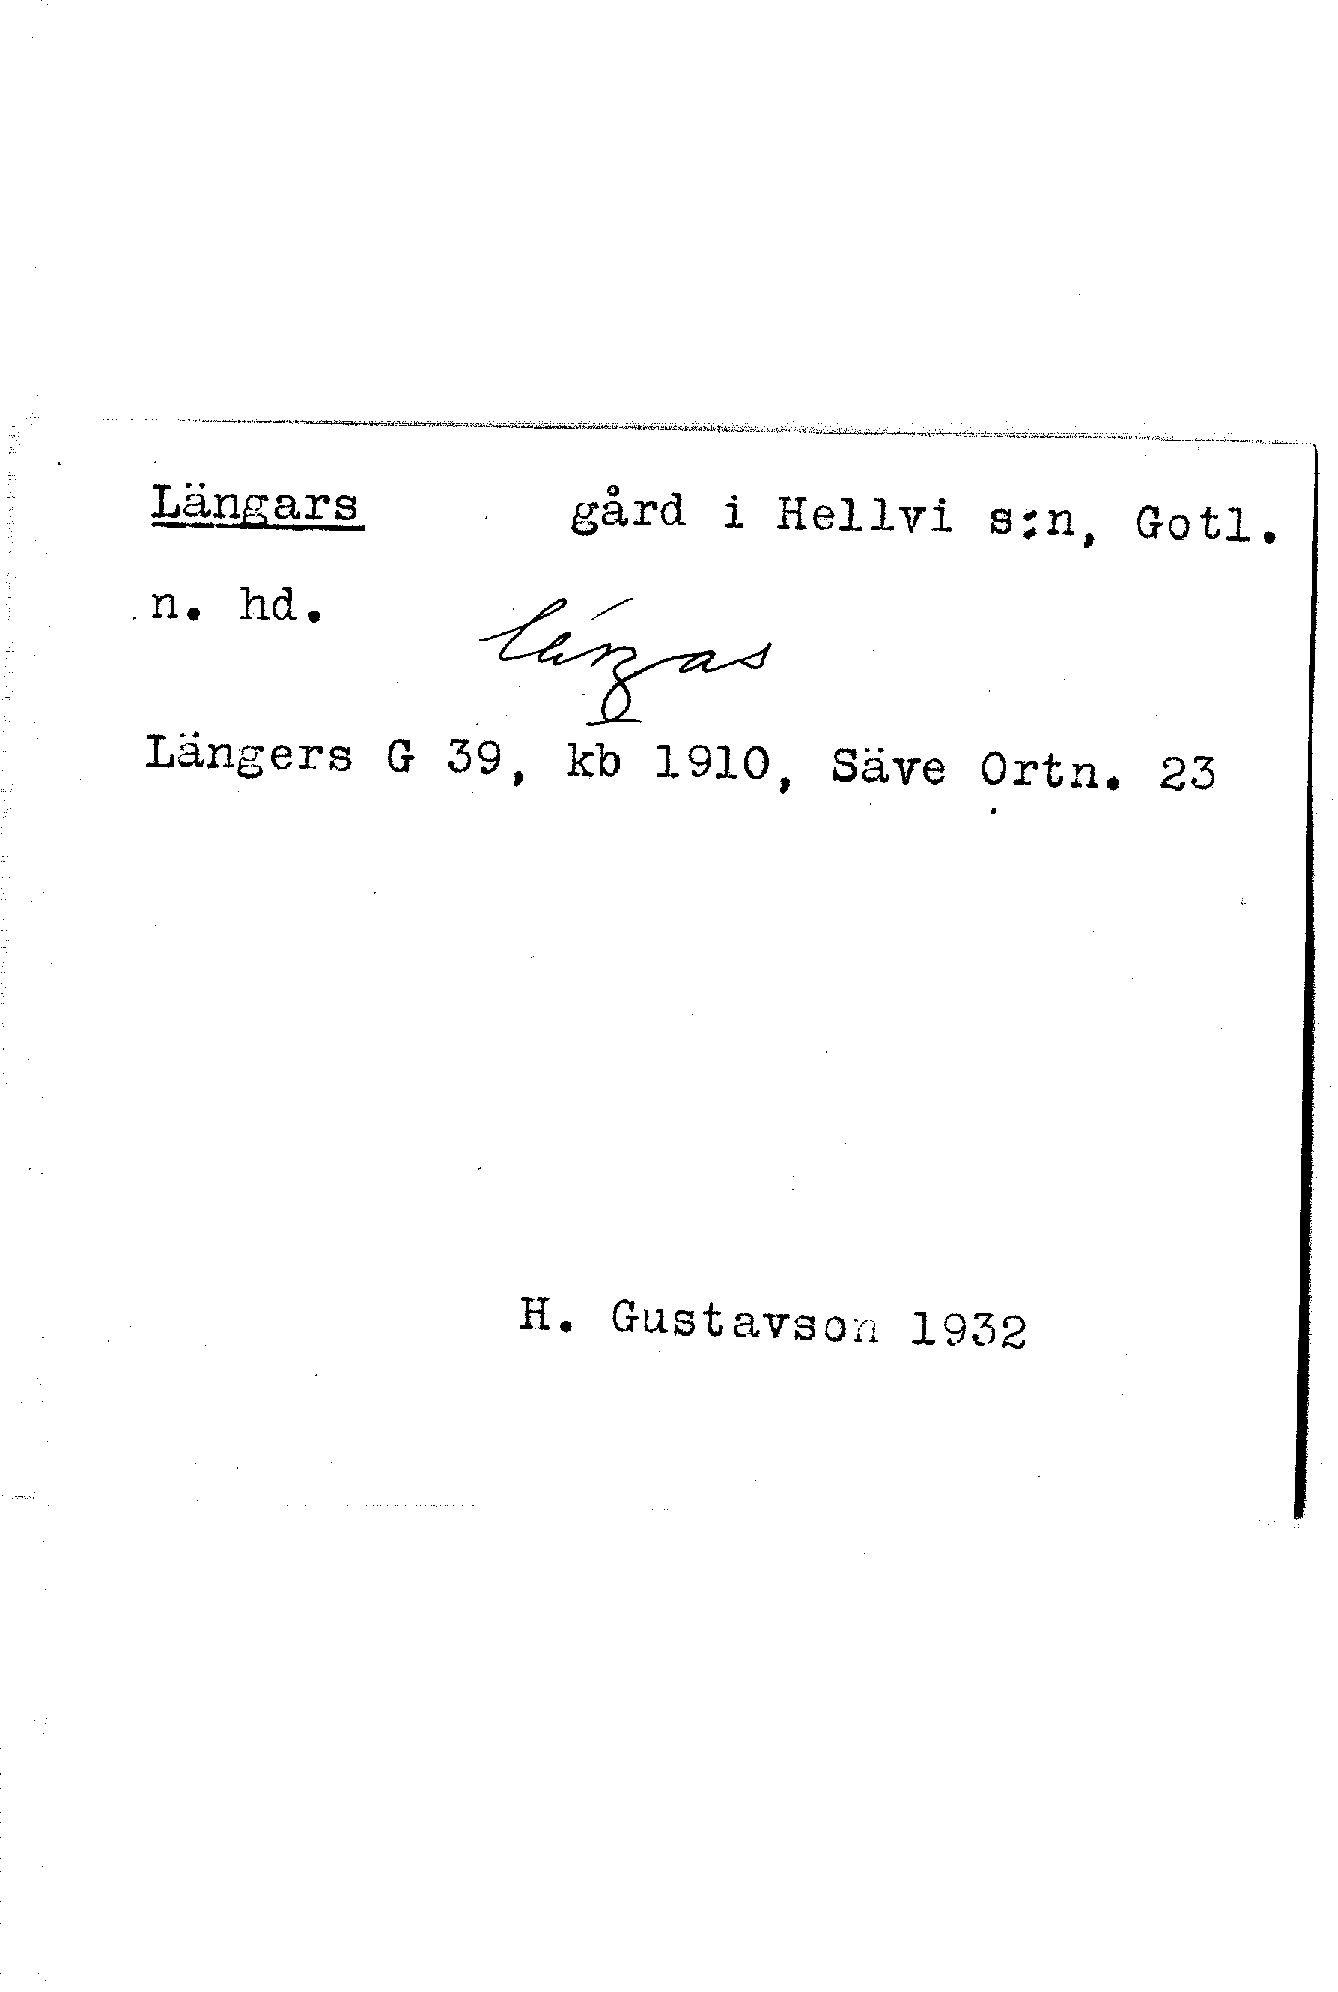 Längars gård i Hellvi s:n, Gotl.
n. hd.
Längers G 39, kb 1910, Säve Ortn. 23
H. Gustavson 1932